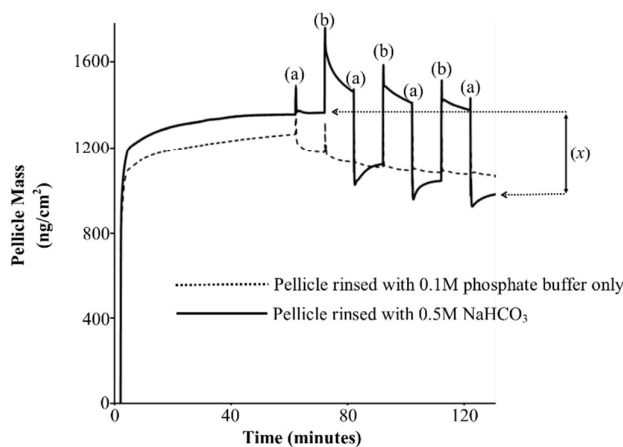 (b)
1600
(a)
(b)
(b)
(a)
(a)
1200
(x)
Pellicle Mass
(ng/cm²)
800
Pellicle rinsed with 0.1M phosphate buffer only
Pellicle rinsed with 0.5M NaHCO₃
400
0
0
40
80
120
Time (minutes)